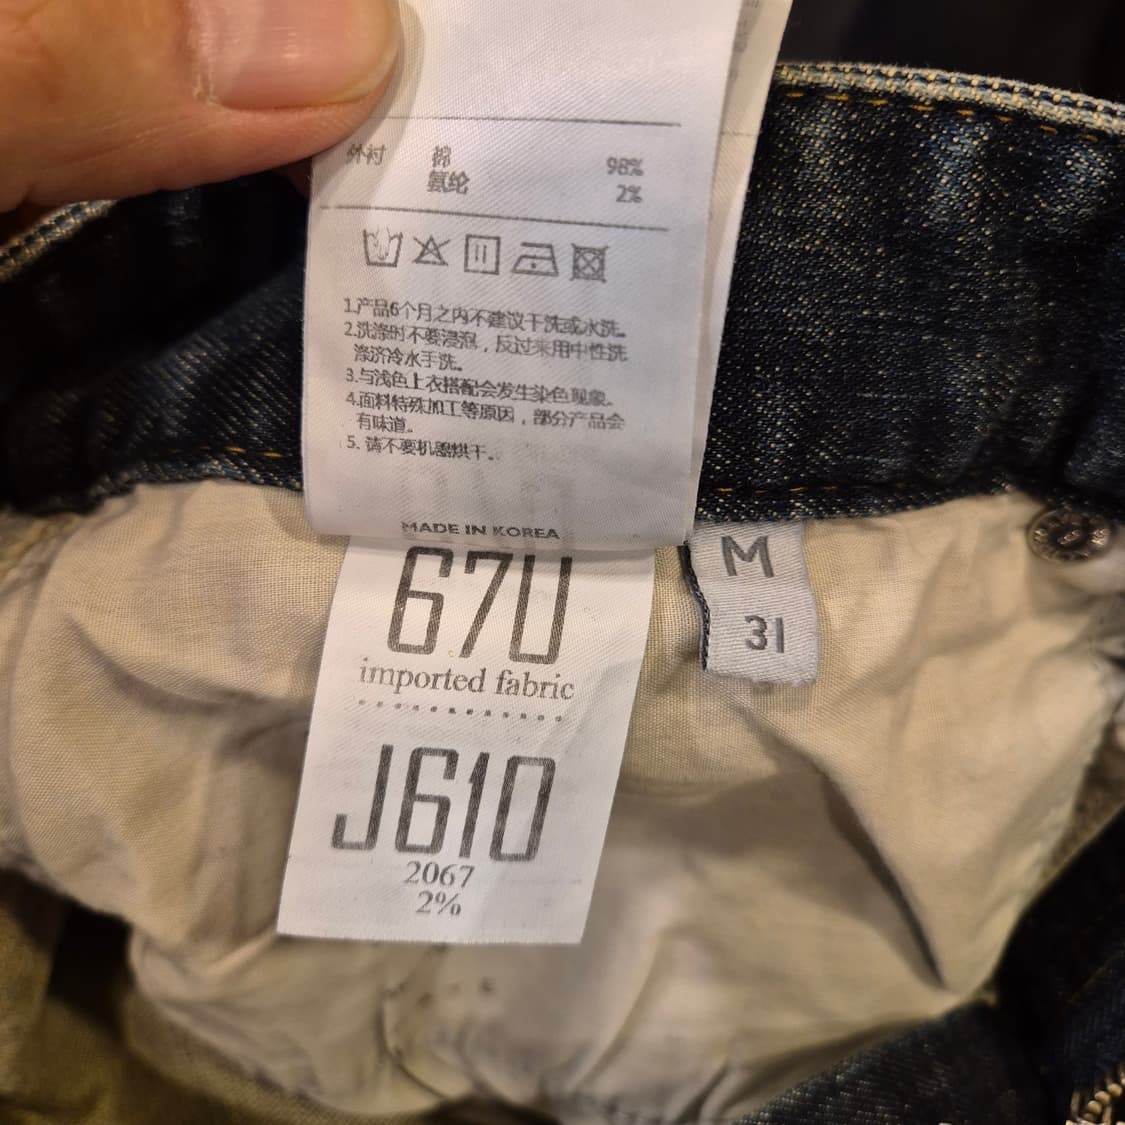 外衬 棉 98%
氨纶 2%
1.产品6个月之内不建议干洗或水洗。
2.洗涤时不要浸泡，反过来用中性洗
涤济冷水手洗。
3.与浅色上衣搭配会发生染色现象。
4.面料特殊加工等原因，部分产品会
有味道。
5. 请不要机器烘干。
MADE IN KOREA
67U
imported fabric
J610
2067
2%
M
31